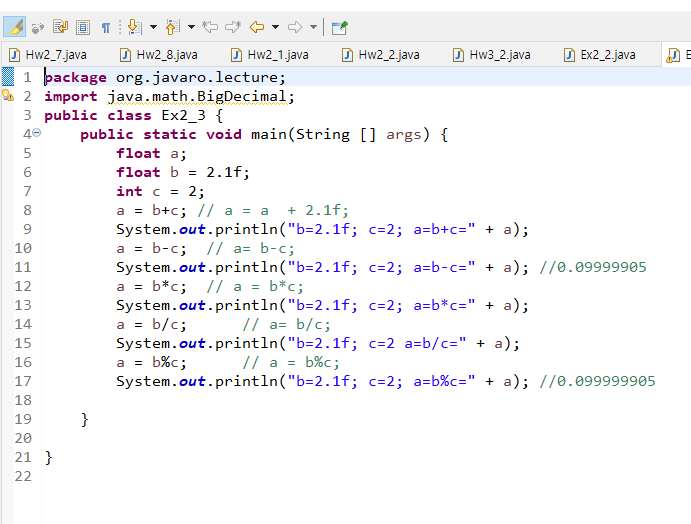 Hw2_7.java Hw2_8.java Hw2_1.java Hw2_2.java Hw3_2.java Ex2_2.java E
1 package org.javaro.lecture;
2 import java.math.BigDecimal;
3 public class Ex2_3 {
4 public static void main(String [] args) {
5 float a;
6 float b = 2.1f;
7 int c = 2;
8 a = b+c; // a = a  + 2.1f;
9 System.out.println("b=2.1f; c=2; a=b+c=" + a);
10 a = b-c;  // a= b-c;
11 System.out.println("b=2.1f; c=2; a=b-c=" + a); //0.09999905
12 a = b*c;  // a = b*c;
13 System.out.println("b=2.1f; c=2; a=b*c=" + a);
14 a = b/c;      // a= b/c;
15 System.out.println("b=2.1f; c=2 a=b/c=" + a);
16 a = b%c;      // a = b%c;
17 System.out.println("b=2.1f; c=2; a=b%c=" + a); //0.099999905
18
19 }
20
21 }
22